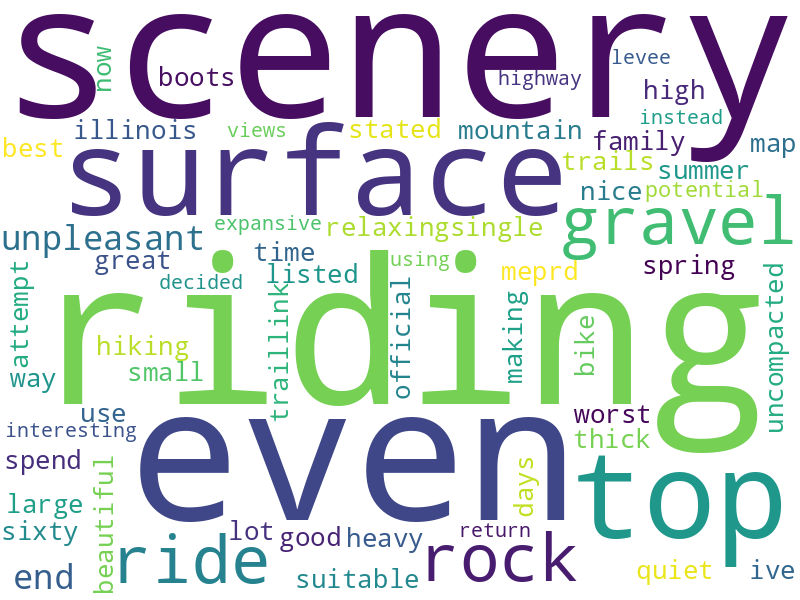 scenery
now
boots
highway
levee
high
instead
illinois
views
stated
mountain
family
map
best
surface
trails
summer
nice
potential
expansive
relaxingsingle
gravel
unpleasant
great
time
using
meprd
spring
decided
listed
attempt
riding
traillink
official
making
bike
uncompacted
hiking
small
way
use
interesting
even
worst
thick
spend
beautiful
days
top
large
sixty
lot
good
heavy
return
rock
ride
end
suitable
quiet
ive